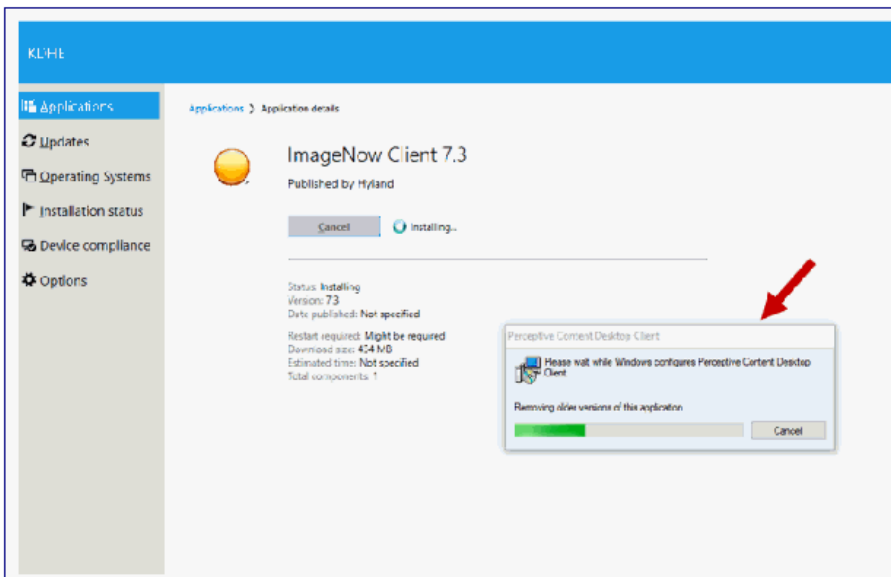 KDHE
Applications
Updates
Operating Systems
Installation status
Device compliance
Options
Applications > Application details
ImageNow Client 7.3
Published by Hyland
Cancel
Installing...
Status: Installing
Version: 7.3
Date published: Not specified
Restart required: Might be required
Download size: 434 MB
Estimated time: Not specified
Total components: 1
Perceptive Content Desktop Client
Please wait while Windows configures Perceptive Content Desktop
Client
Removing older versions of this application
Cancel